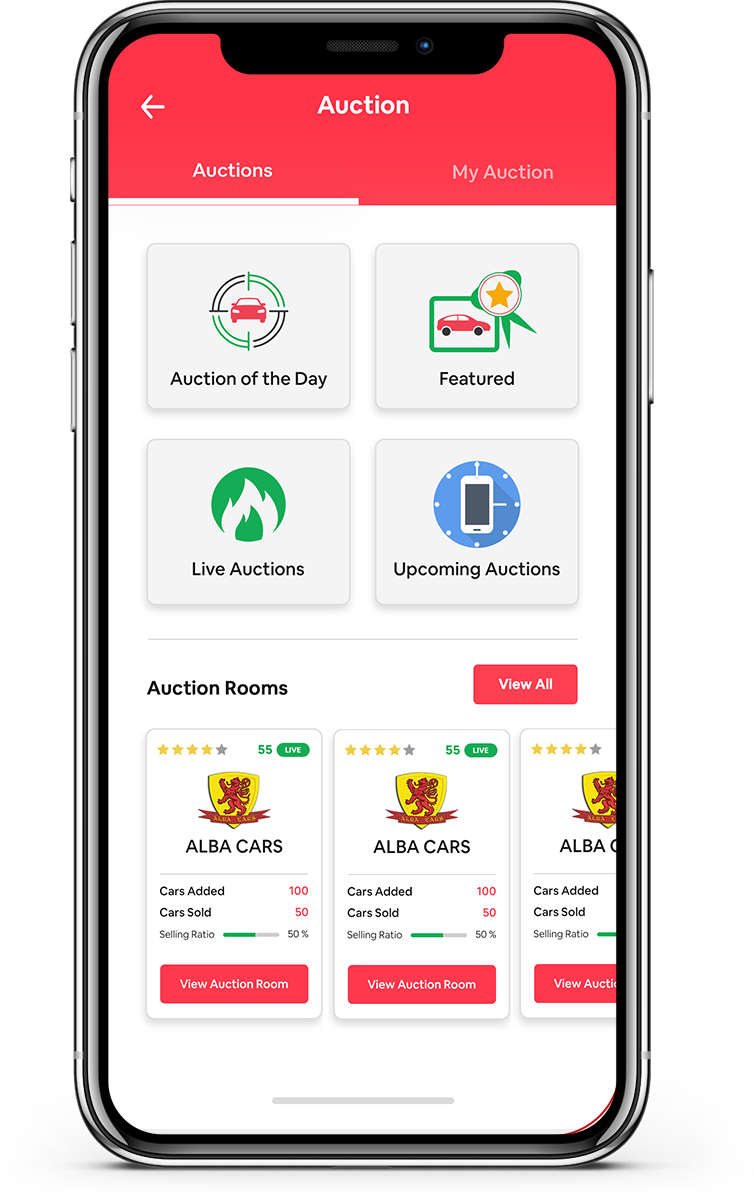 Auction
Auctions
My Auction
Auction of the Day
Featured
Live Auctions
Upcoming Auctions
Auction Rooms
View All
55 LIVE
ALBA CARS
ALBA CARS
Cars Added 100
Cars Sold 50
Selling Ratio 50 %
View Auction Room
55 LIVE
ALBA CARS
ALBA CARS
Cars Added 100
Cars Sold 50
Selling Ratio 50 %
View Auction Room
ALBA
ALBA
Cars Added
Cars Sold
Selling Ratio
View